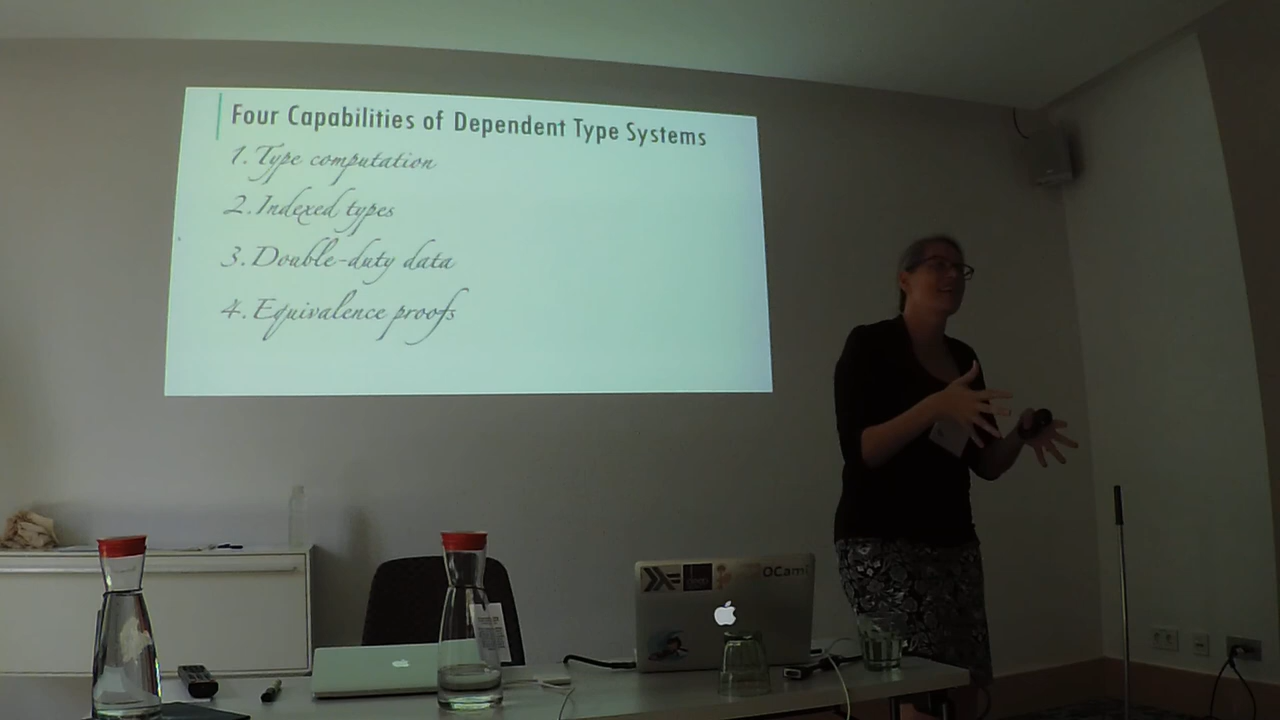 Four Capabilities of Dependent Type Systems
1. Type computation
2. Indexed types
3. Double-duty data
4. Equivalence proofs
OCaml